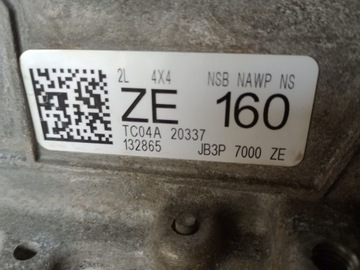 2L 4X4 NSB NAWP NS
ZE 160
TC04A 20337
132865 JB3P 7000 ZE